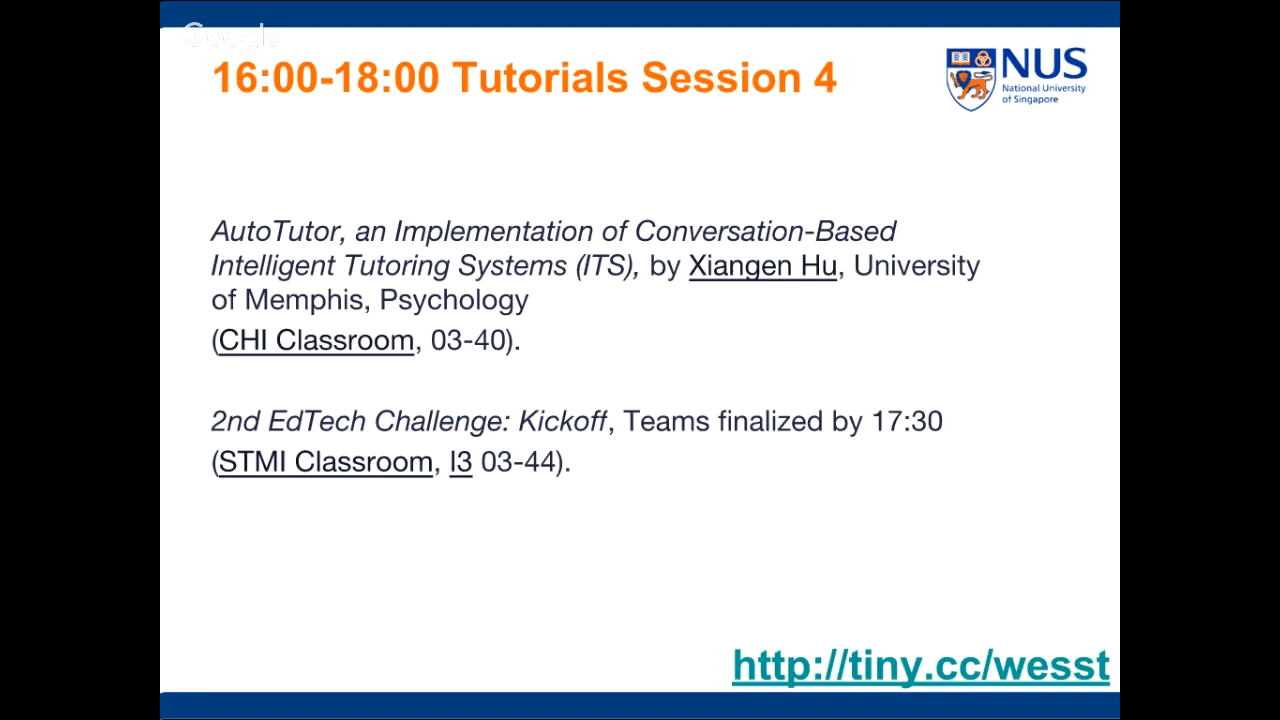 Google
16:00-18:00 Tutorials Session 4
NUS
National University
of Singapore
AutoTutor, an Implementation of Conversation-Based
Intelligent Tutoring Systems (ITS), by Xiangen Hu, University
of Memphis, Psychology
(CHI Classroom, 03-40).
2nd EdTech Challenge: Kickoff, Teams finalized by 17:30
(STMI Classroom, I3 03-44).
http://tiny.cc/wesst